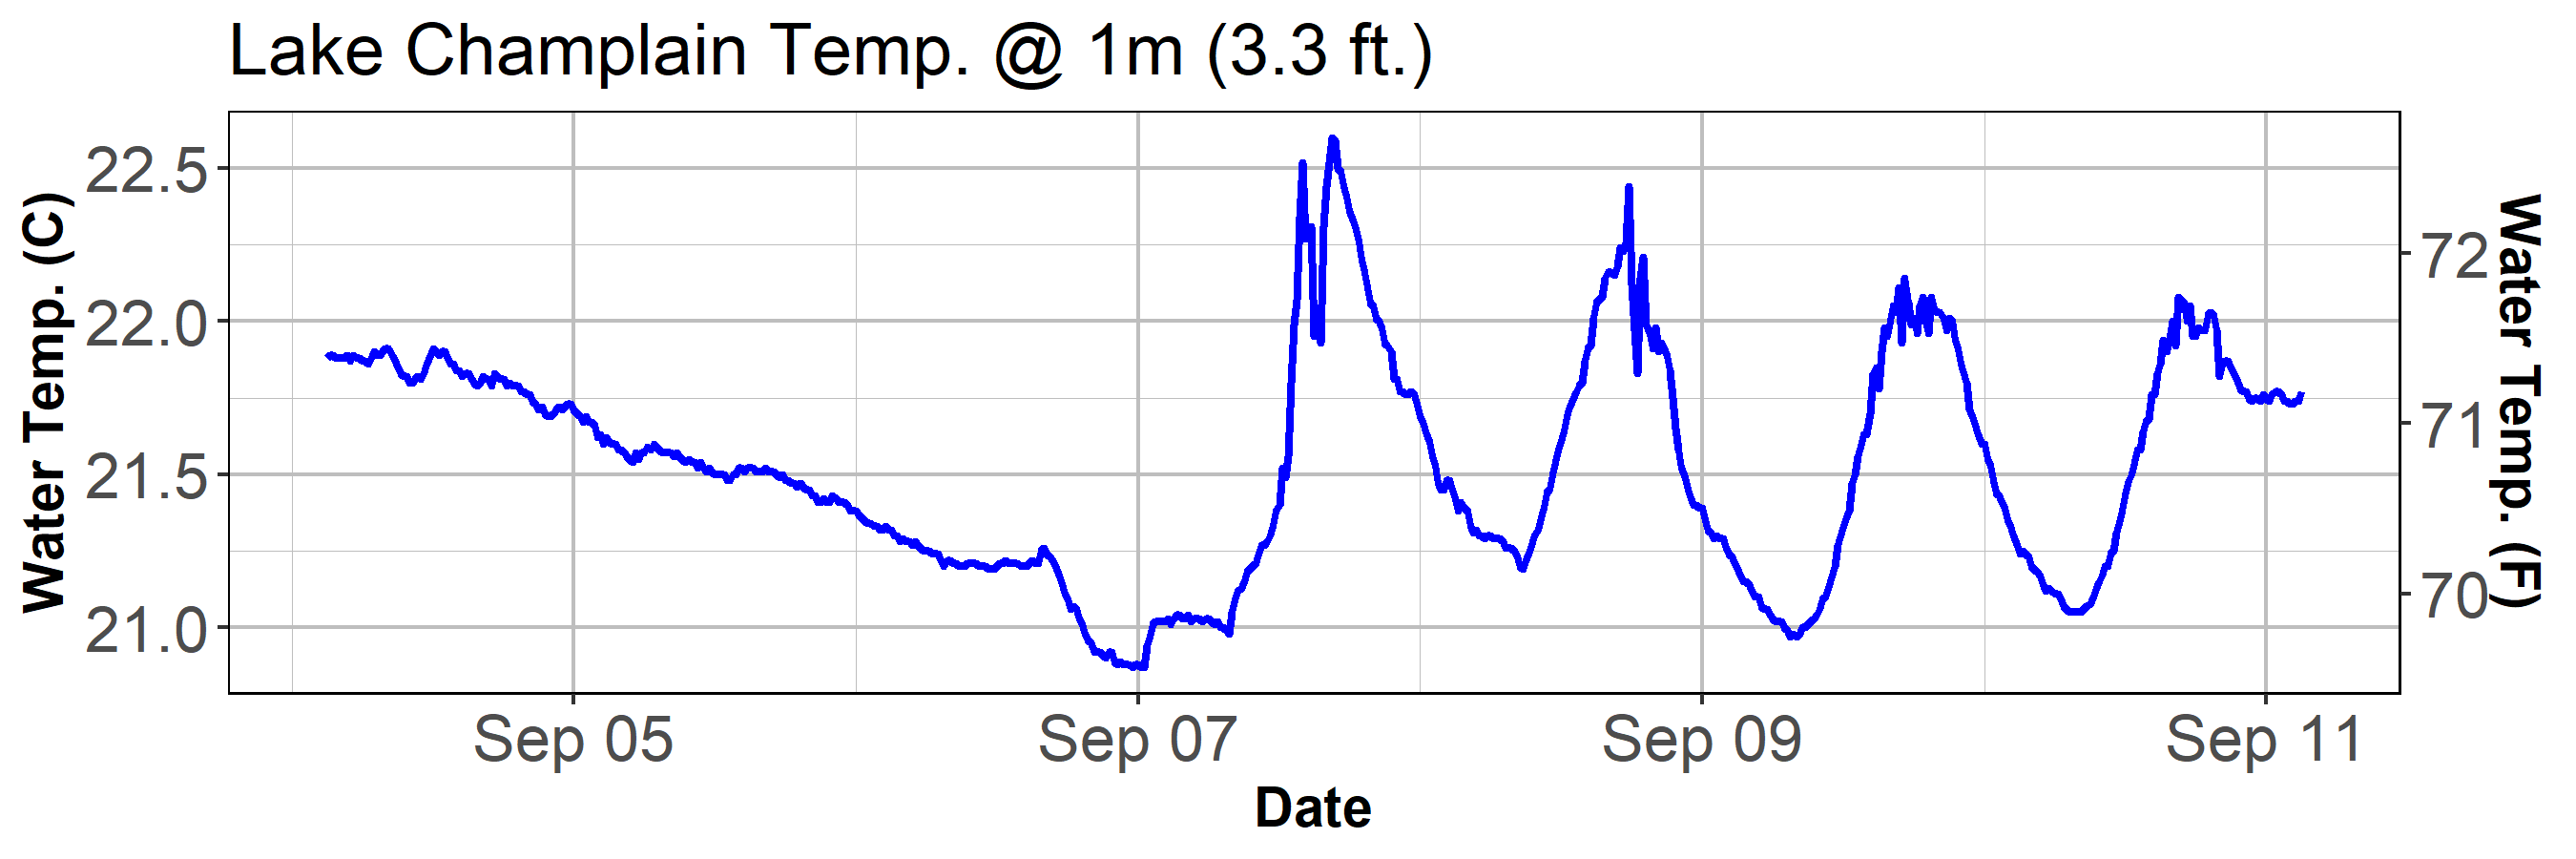 Lake Champlain Temp. @ 1m (3.3 ft.)
Water Temp. (C)
22.5
22.0
21.5
21.0
72
71
70
Water Temp. (F)
Sep 05 Sep 07 Sep 09 Sep 11
Date